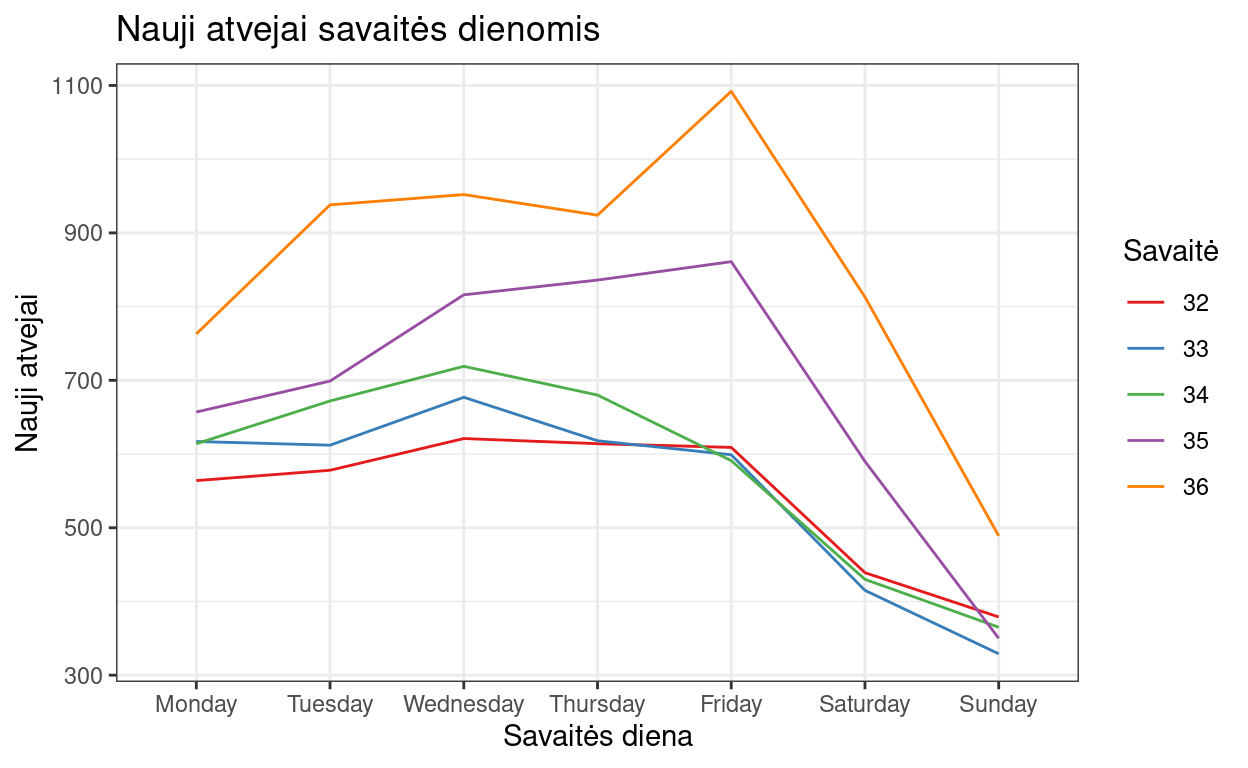 Nauji atvejai savaitės dienomis
1100
900
700
500
300
Nauji atvejai
Monday Tuesday Wednesday Thursday Friday Saturday Sunday
Savaitės diena
Savaitė
32
33
34
35
36